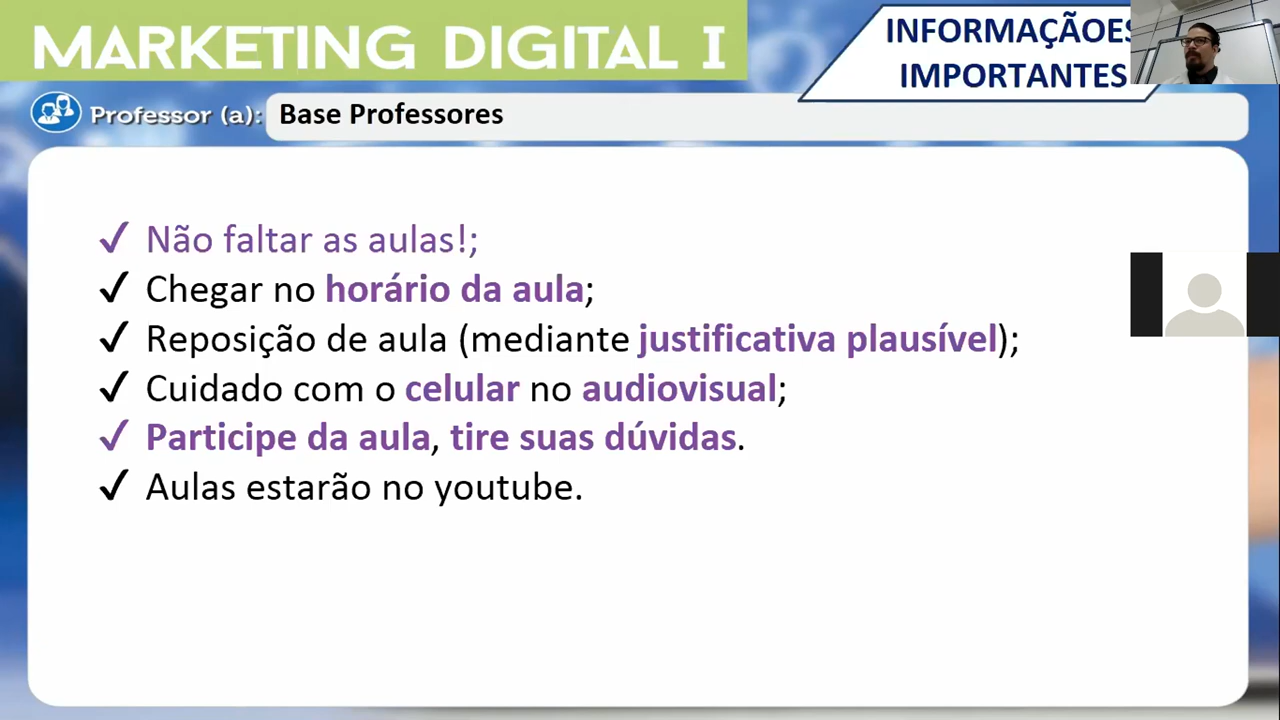 MARKETING DIGITAL I
INFORMAÇÃOES
IMPORTANTES
Professor (a): Base Professores
✓ Não faltar as aulas!;
✓ Chegar no horário da aula;
✓ Reposição de aula (mediante justificativa plausível);
✓ Cuidado com o celular no audiovisual;
✓ Participe da aula, tire suas dúvidas.
✓ Aulas estarão no youtube.